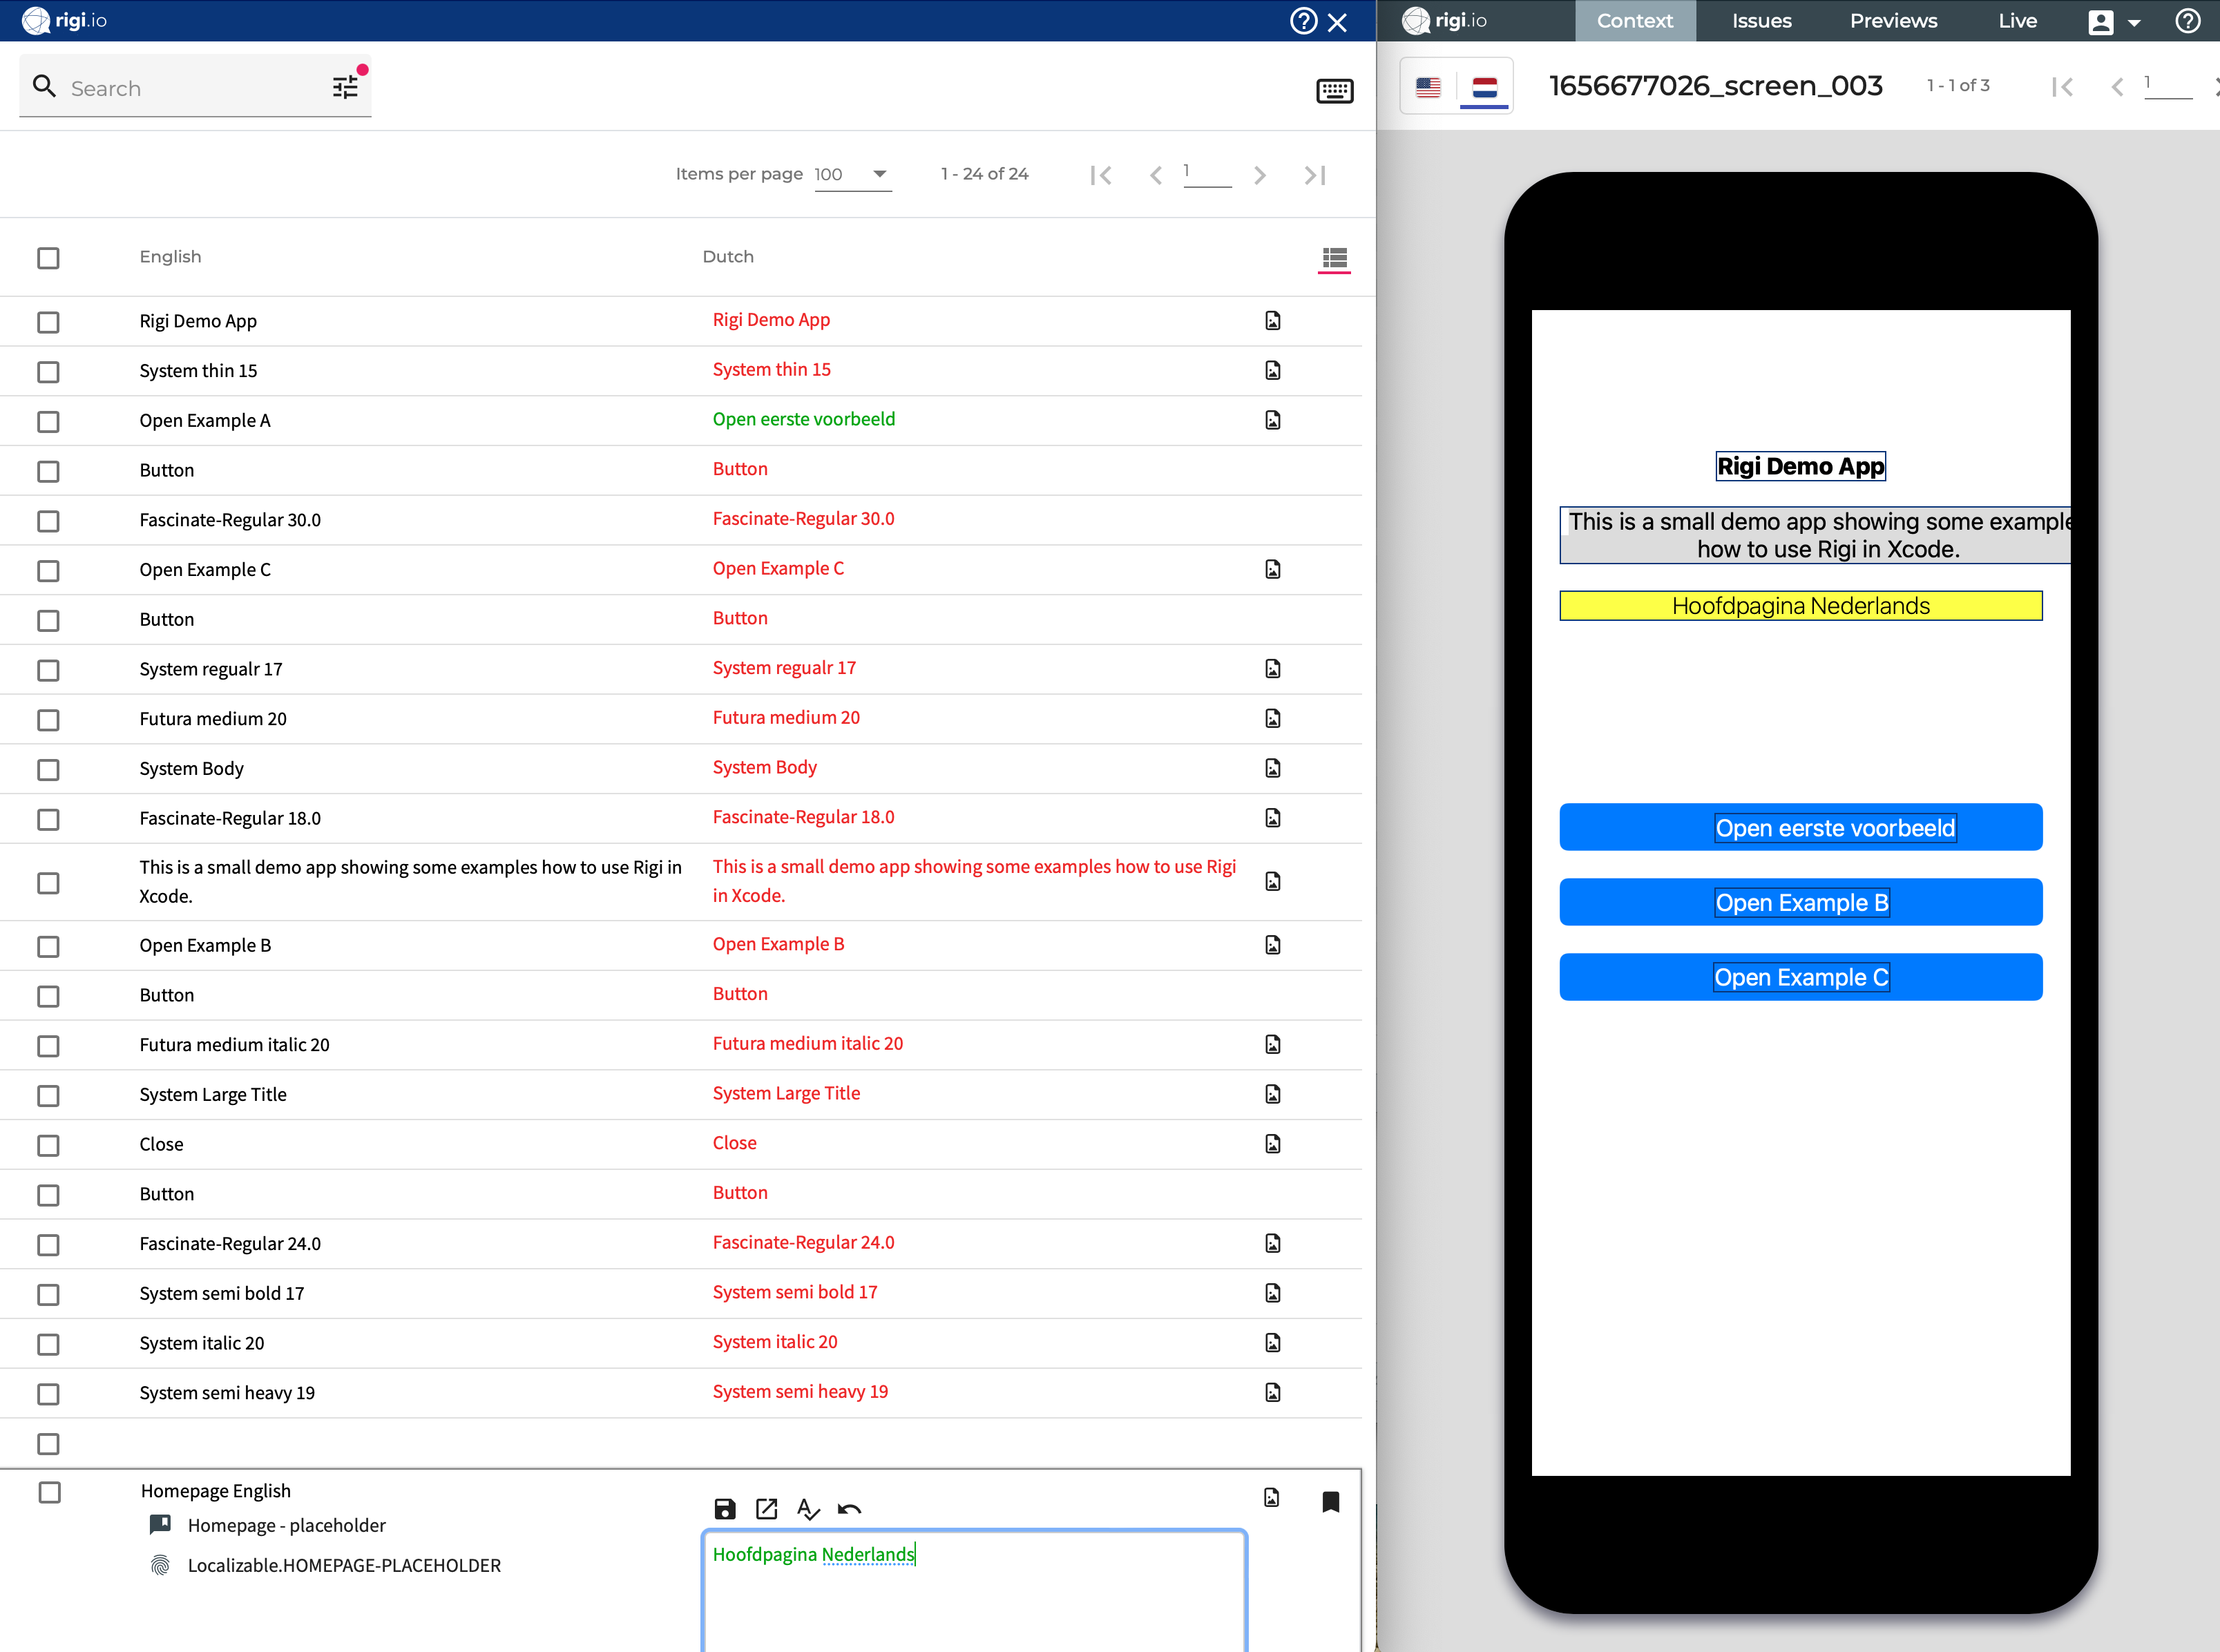 rigi.io
Search
Items per page 100
1 - 24 of 24
1
English Dutch
Rigi Demo App Rigi Demo App
System thin 15 System thin 15
Open Example A Open eerste voorbeeld
Button Button
Fascinate-Regular 30.0 Fascinate-Regular 30.0
Open Example C Open Example C
Button Button
System regualr 17 System regualr 17
Futura medium 20 Futura medium 20
System Body System Body
Fascinate-Regular 18.0 Fascinate-Regular 18.0
This is a small demo app showing some examples how to use Rigi in
Xcode.
This is a small demo app showing some examples how to use Rigi
in Xcode.
Open Example B Open Example B
Button Button
Futura medium italic 20 Futura medium italic 20
System Large Title System Large Title
Close Close
Button Button
Fascinate-Regular 24.0 Fascinate-Regular 24.0
System semi bold 17 System semi bold 17
System italic 20 System italic 20
System semi heavy 19 System semi heavy 19
Homepage English
Homepage - placeholder
Localizable.HOMEPAGE-PLACEHOLDER
Hoofdpagina Nederlands
rigi.io Context Issues Previews Live
1656677026_screen_003 1 - 1 of 3 1
Rigi Demo App
This is a small demo app showing some example
how to use Rigi in Xcode.
Hoofdpagina Nederlands
Open eerste voorbeeld
Open Example B
Open Example C